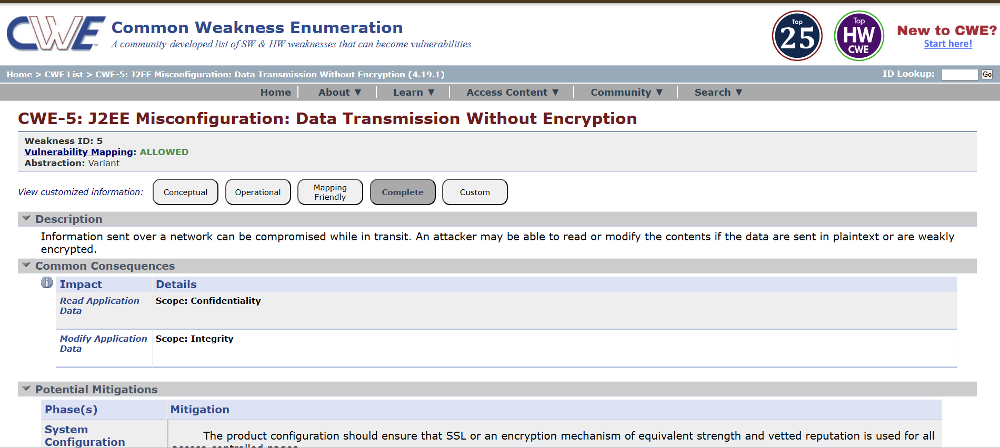 CWE™ Common Weakness Enumeration
A community-developed list of SW & HW weaknesses that can become vulnerabilities
Top 25
Top HW CWE
New to CWE?
Start here!
Home > CWE List > CWE-5: J2EE Misconfiguration: Data Transmission Without Encryption (4.19.1)
ID Lookup: Go
Home About ▼ Learn ▼ Access Content ▼ Community ▼ Search ▼
CWE-5: J2EE Misconfiguration: Data Transmission Without Encryption
Weakness ID: 5
Vulnerability Mapping: ALLOWED
Abstraction: Variant
View customized information: Conceptual Operational Mapping Friendly Complete Custom
Description
Information sent over a network can be compromised while in transit. An attacker may be able to read or modify the contents if the data are sent in plaintext or are weakly
encrypted.
Common Consequences
Impact Details
Read Application Data
Scope: Confidentiality
Modify Application Data
Scope: Integrity
Potential Mitigations
Phase(s) Mitigation
System Configuration
The product configuration should ensure that SSL or an encryption mechanism of equivalent strength and vetted reputation is used for all
access-controlled pages.